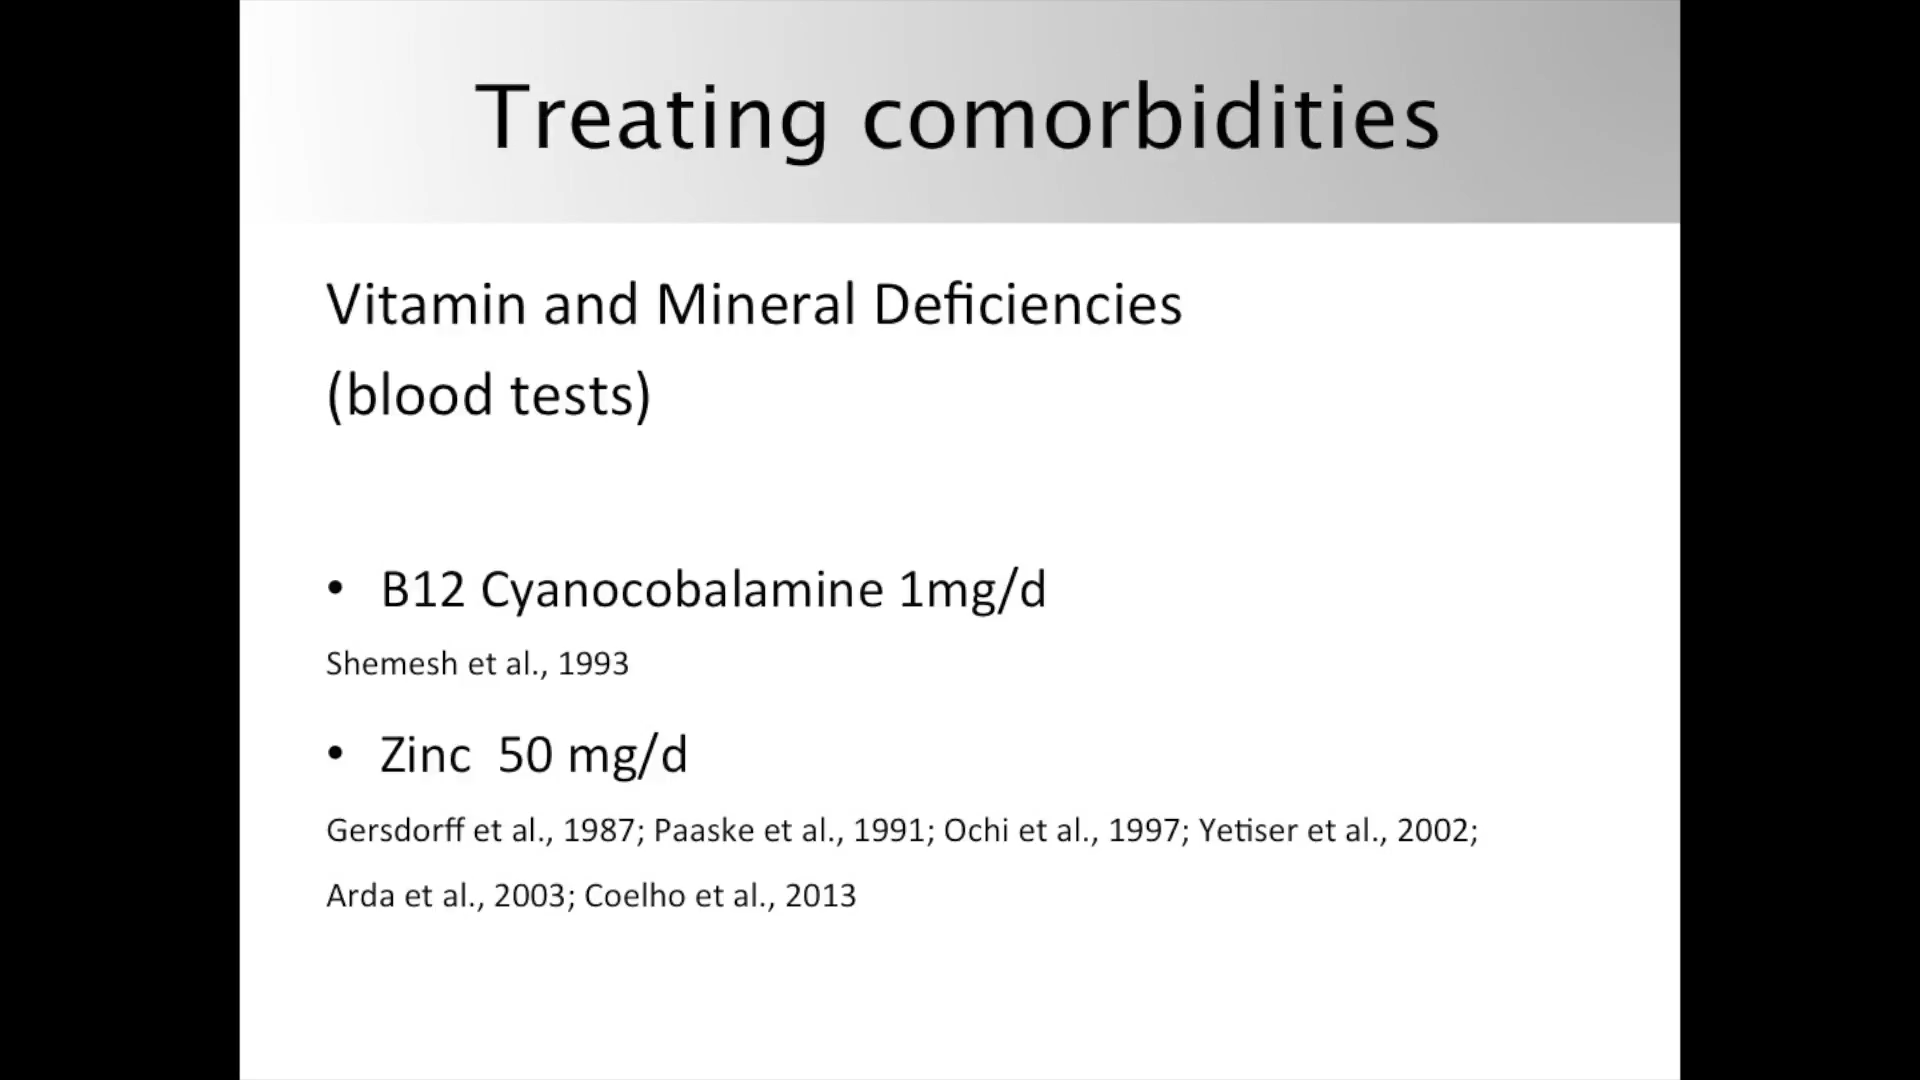 Treating comorbidities
Vitamin and Mineral Deficiencies
(blood tests)
• B12 Cyanocobalamine 1mg/d
Shemesh et al., 1993
• Zinc  50 mg/d
Gersdorff et al., 1987; Paaske et al., 1991; Ochi et al., 1997; Yetiser et al., 2002;
Arda et al., 2003; Coelho et al., 2013